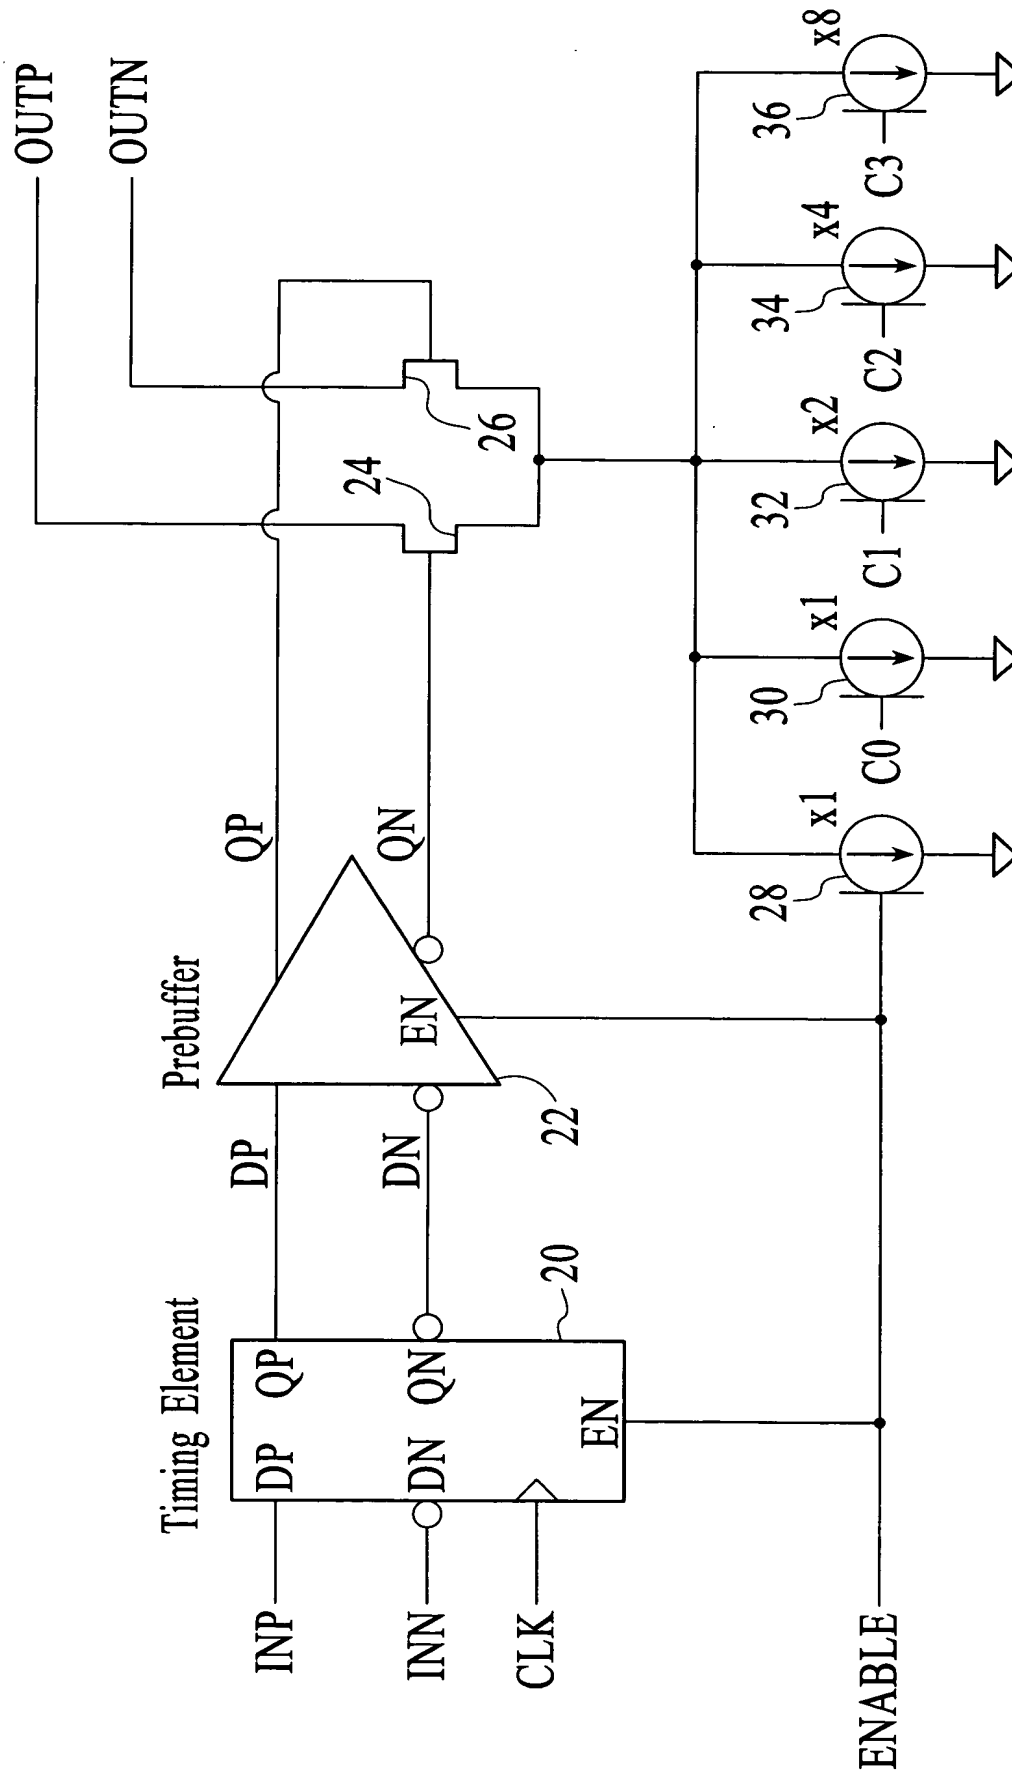 OUTP
OUTN
Timing Element
Prebuffer
INP
DP
QP
DP
QP
INN
DN
QN
DN
EN
QN
24
26
CLK
EN
20
22
ENABLE
28
x1
30
x1
C0
32
x2
C1
34
x4
C2
36
x8
C3